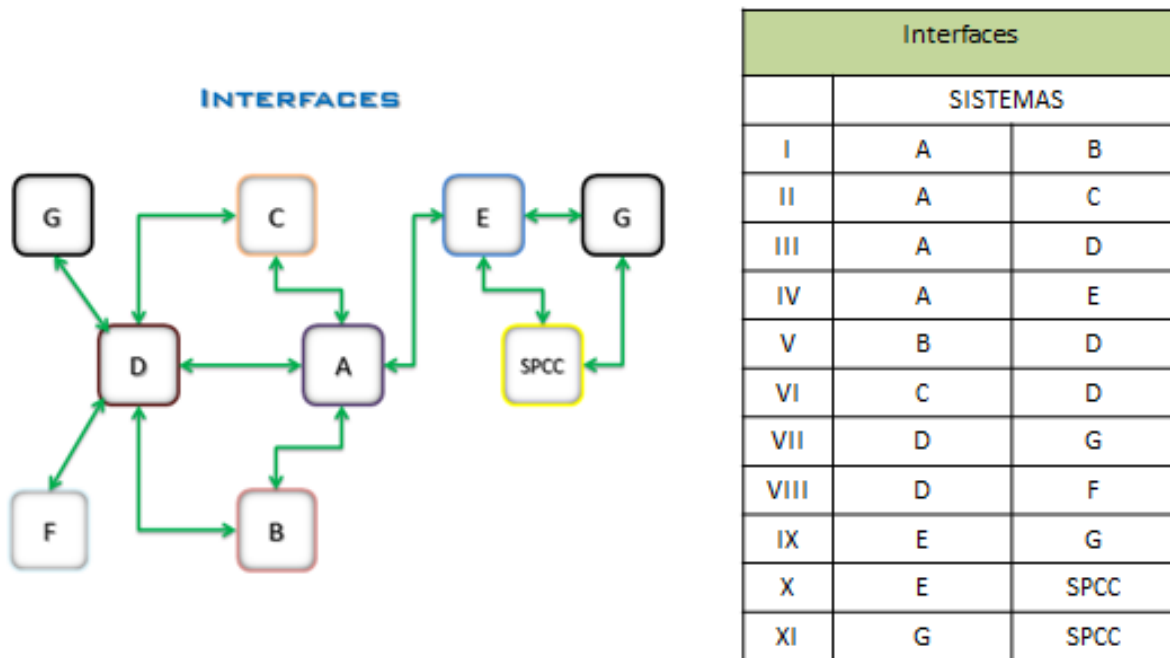 INTERFACES
G
C
E
G
D
A
SPCC
F
B
Interfaces
SISTEMAS
I A B
II A C
III A D
IV A E
V B D
VI C D
VII D G
VIII D F
IX E G
X E SPCC
XI G SPCC